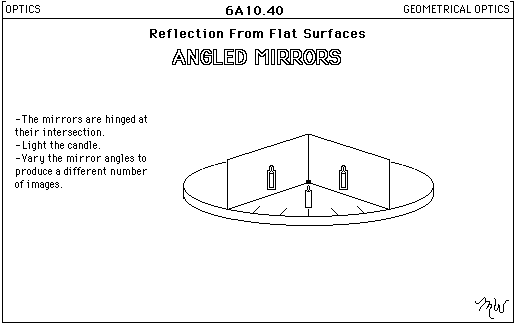 OPTICS
6A10.40
GEOMETRICAL OPTICS
Reflection From Flat Surfaces
ANGLED MIRRORS
-The mirrors are hinged at
their intersection.
-Light the candle.
-Vary the mirror angles to
produce a different number
of images.
MW